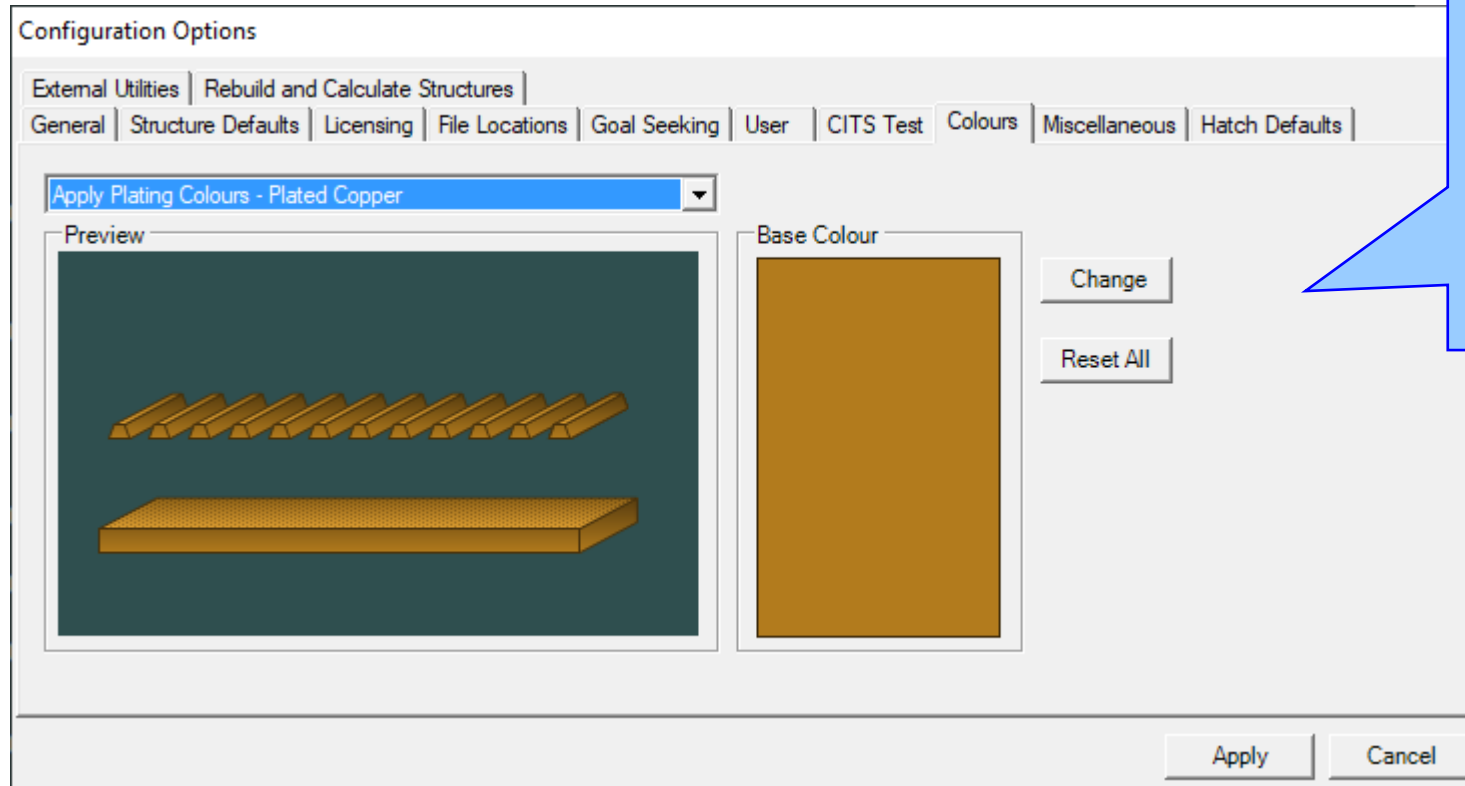 Configuration Options
External Utilities Rebuild and Calculate Structures
General Structure Defaults Licensing File Locations Goal Seeking User CITS Test Colours Miscellaneous Hatch Defaults
Apply Plating Colours - Plated Copper
Preview Base Colour
Change
Reset All
Apply Cancel